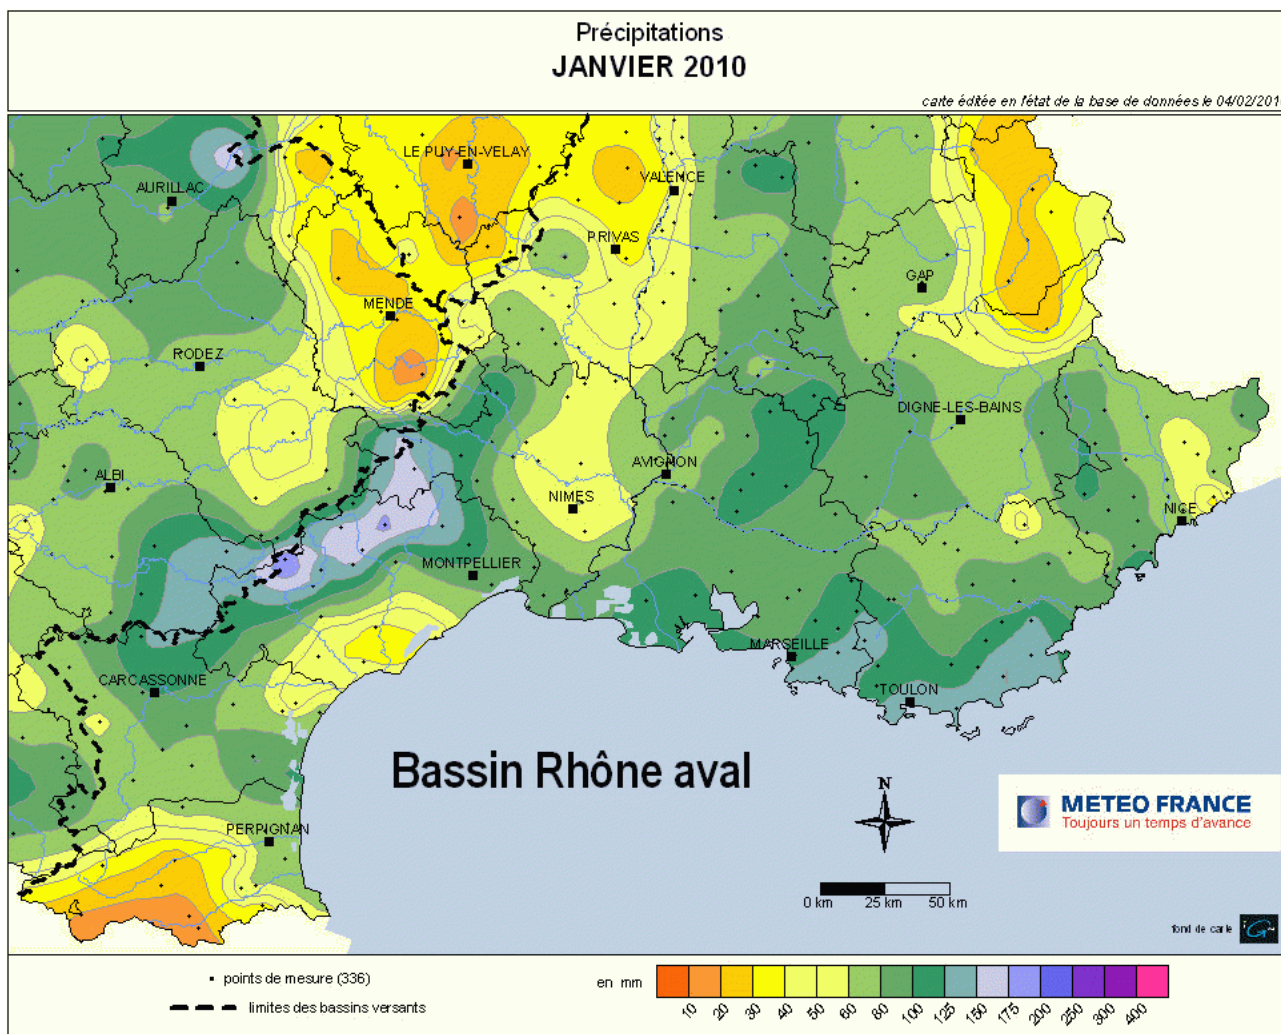 Précipitations
JANVIER 2010
carte éditée en l'état de la base de données le 04/02/201
LE PUY-EN-VELAY
AURILLAC
VALENCE
PRIVAS
GAP
MENDE
RODEZ
DIGNE-LES-BAINS
ALBI
AVIGNON
NIMES
NICE
MONTPELLIER
MARSEILLE
CARCASSONNE
TOULON
Bassin Rhône aval
N
METEO FRANCE
Toujours un temps d'avance
PERPIGNAN
0 km 25 km 50 km
fond de carte
points de mesure (336)
limites des bassins versants
en mm
10 20 30 40 50 60 80 100 125 150 175 200 250 300 400